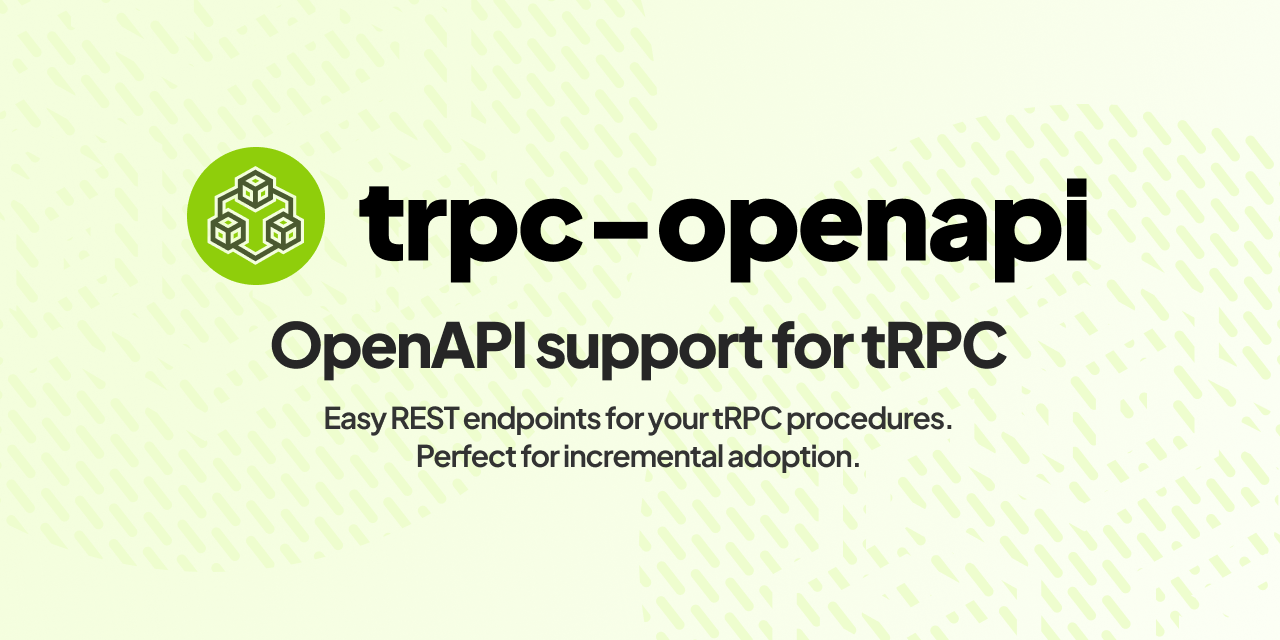 trpc-openapi
OpenAPI support for tRPC
Easy REST endpoints for your tRPC procedures.
Perfect for incremental adoption.